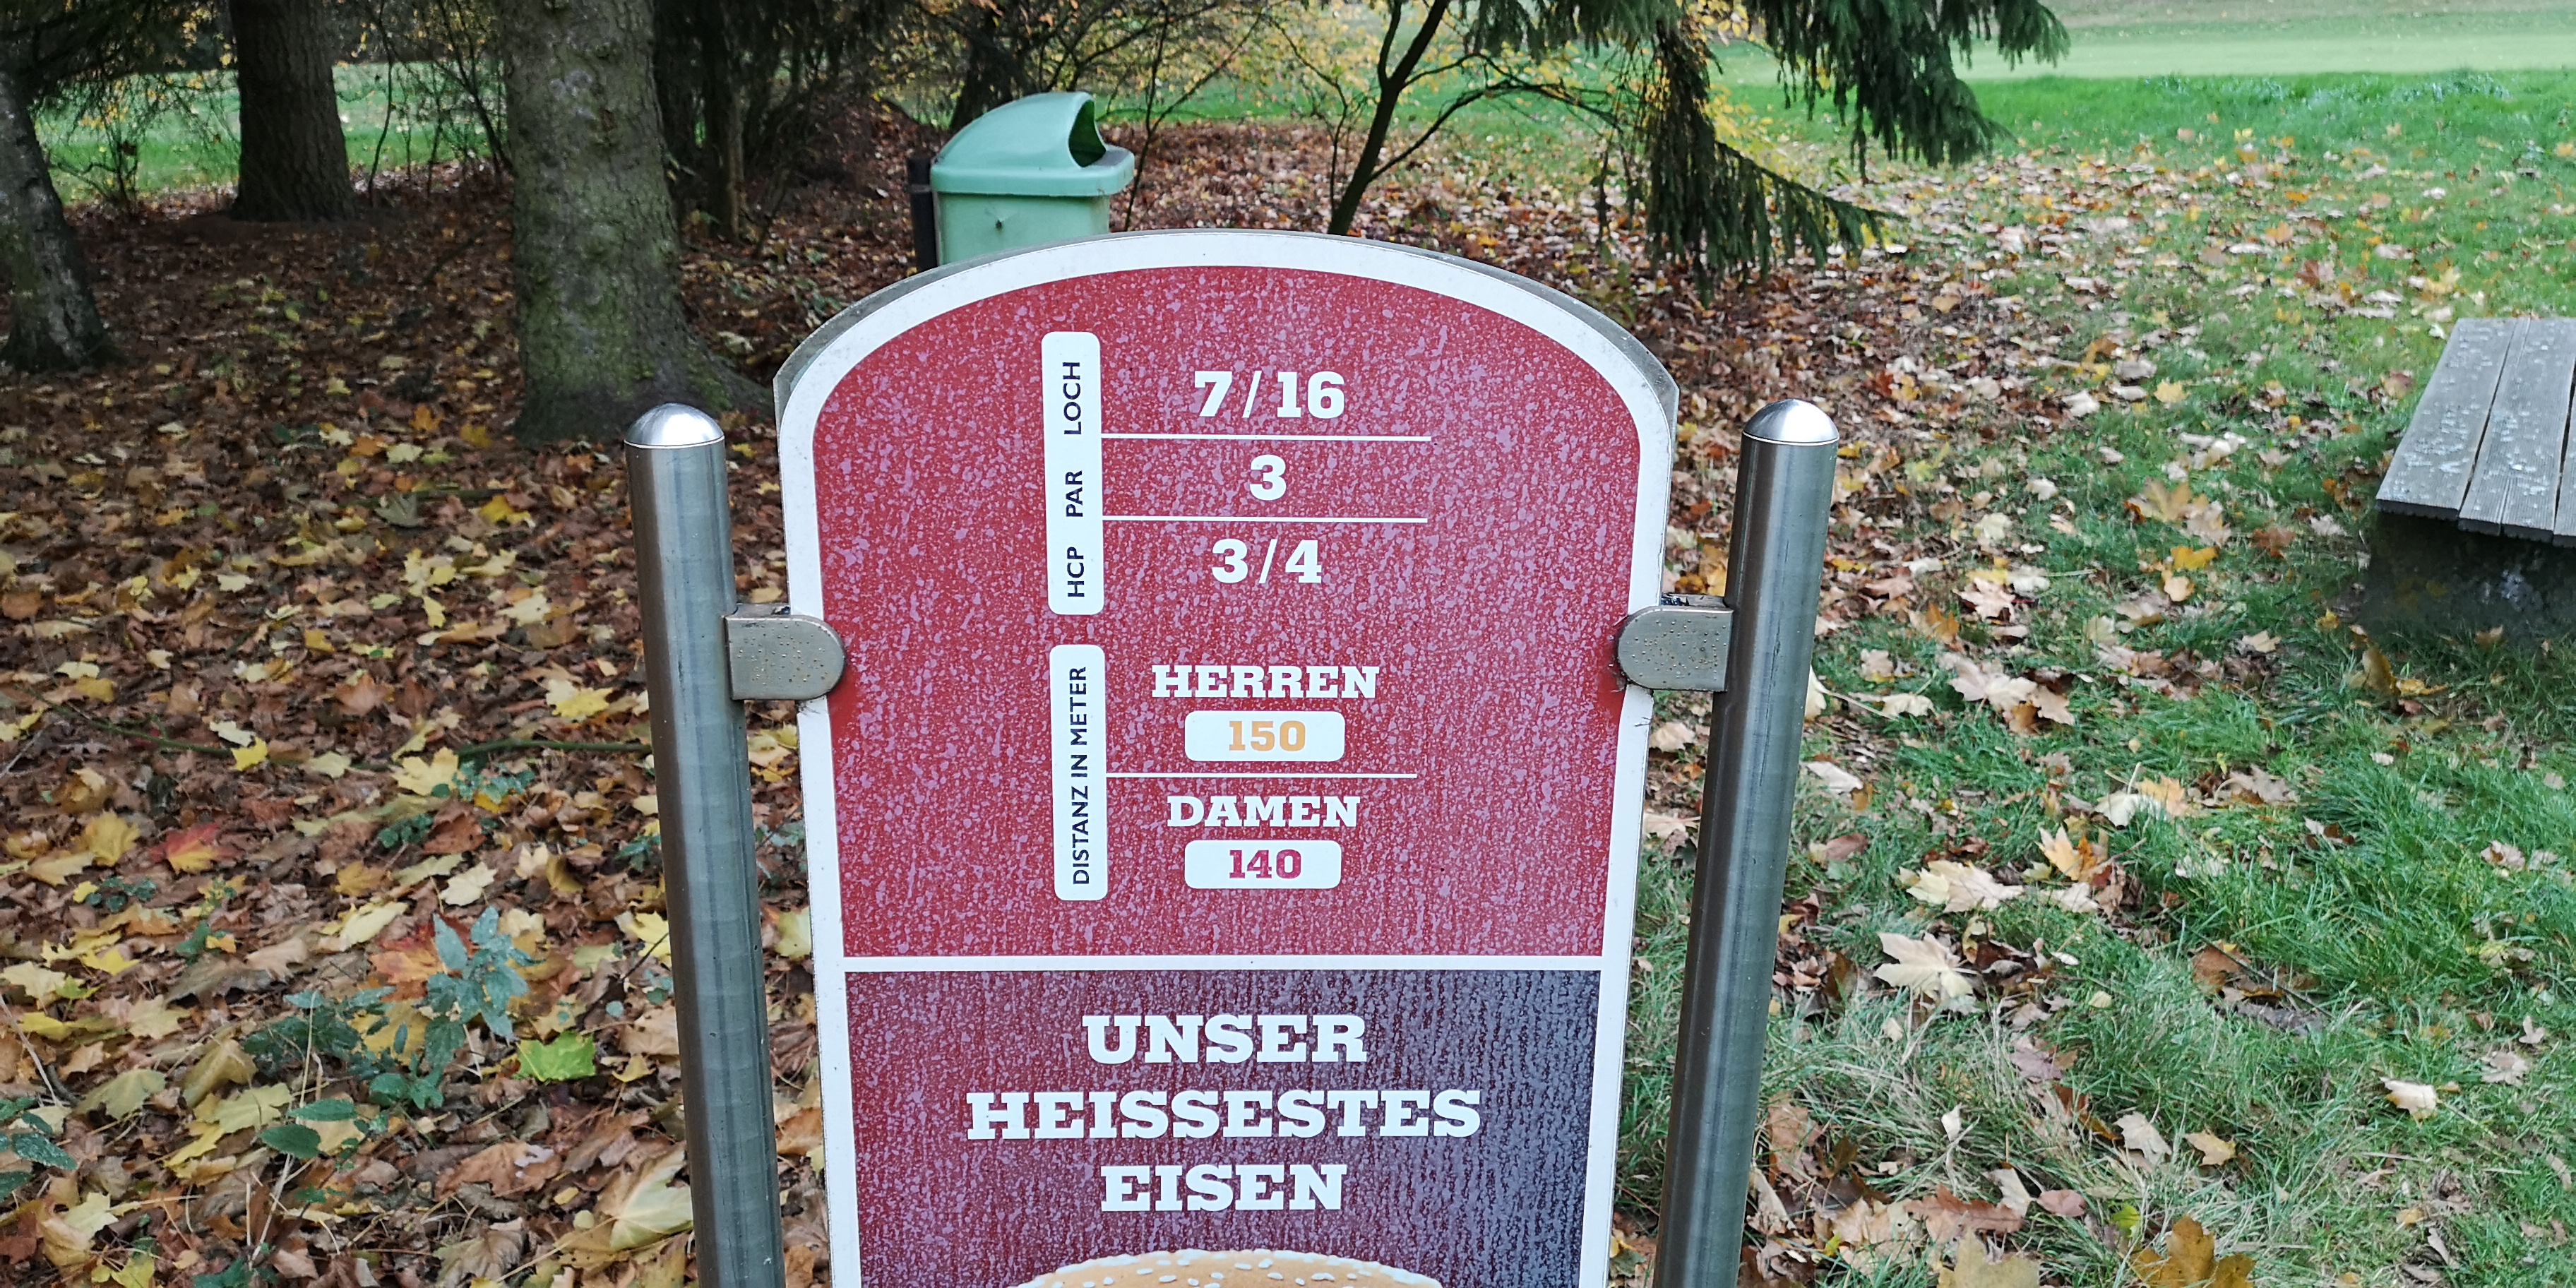 LOCH 7/16
PAR 3
HCP 3/4
DISTANZ IN METER
HERREN
150
DAMEN
140
UNSER
HEISSESTES
EISEN